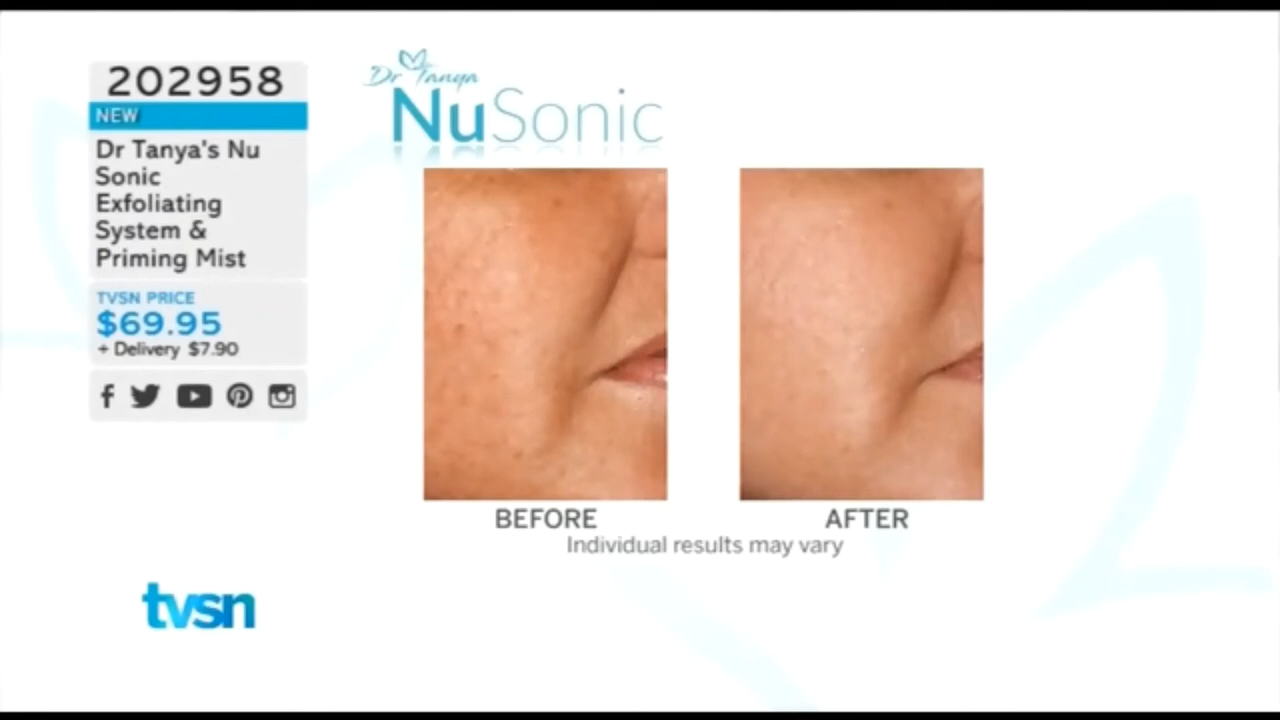 202958
NEW
Dr Tanya's Nu
Sonic
Exfoliating
System &
Priming Mist
TVSN PRICE
$69.95
+ Delivery $7.90
tvsn
Dr Tanya
NuSonic
BEFORE
AFTER
Individual results may vary